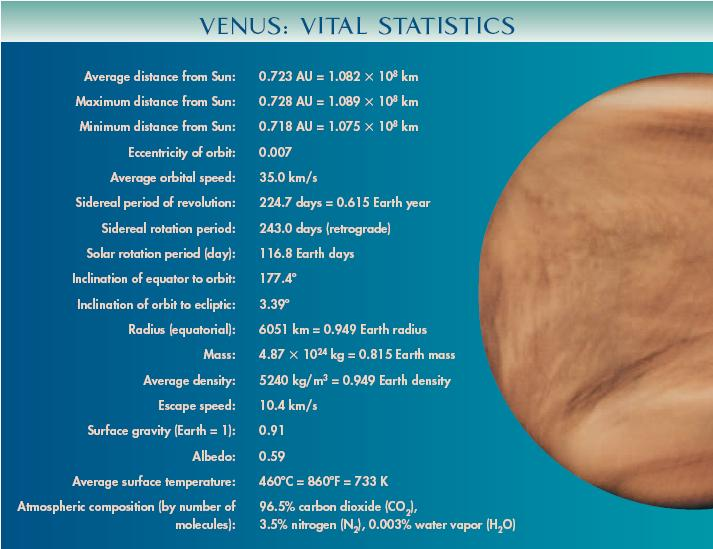 VENUS: VITAL STATISTICS
Average distance from Sun: 0.723 AU = 1.082 × 10⁸ km
Maximum distance from Sun: 0.728 AU = 1.089 × 10⁸ km
Minimum distance from Sun: 0.718 AU = 1.075 × 10⁸ km
Eccentricity of orbit: 0.007
Average orbital speed: 35.0 km/s
Sidereal period of revolution: 224.7 days = 0.615 Earth year
Sidereal rotation period: 243.0 days (retrograde)
Solar rotation period (day): 116.8 Earth days
Inclination of equator to orbit: 177.4°
Inclination of orbit to ecliptic: 3.39°
Radius (equatorial): 6051 km = 0.949 Earth radius
Mass: 4.87 × 10²⁴ kg = 0.815 Earth mass
Average density: 5240 kg/m³ = 0.949 Earth density
Escape speed: 10.4 km/s
Surface gravity (Earth = 1): 0.91
Albedo: 0.59
Average surface temperature: 460°C = 860°F = 733 K
Atmospheric composition (by number of 96.5% carbon dioxide (CO₂),
molecules): 3.5% nitrogen (N₂), 0.003% water vapor (H₂O)